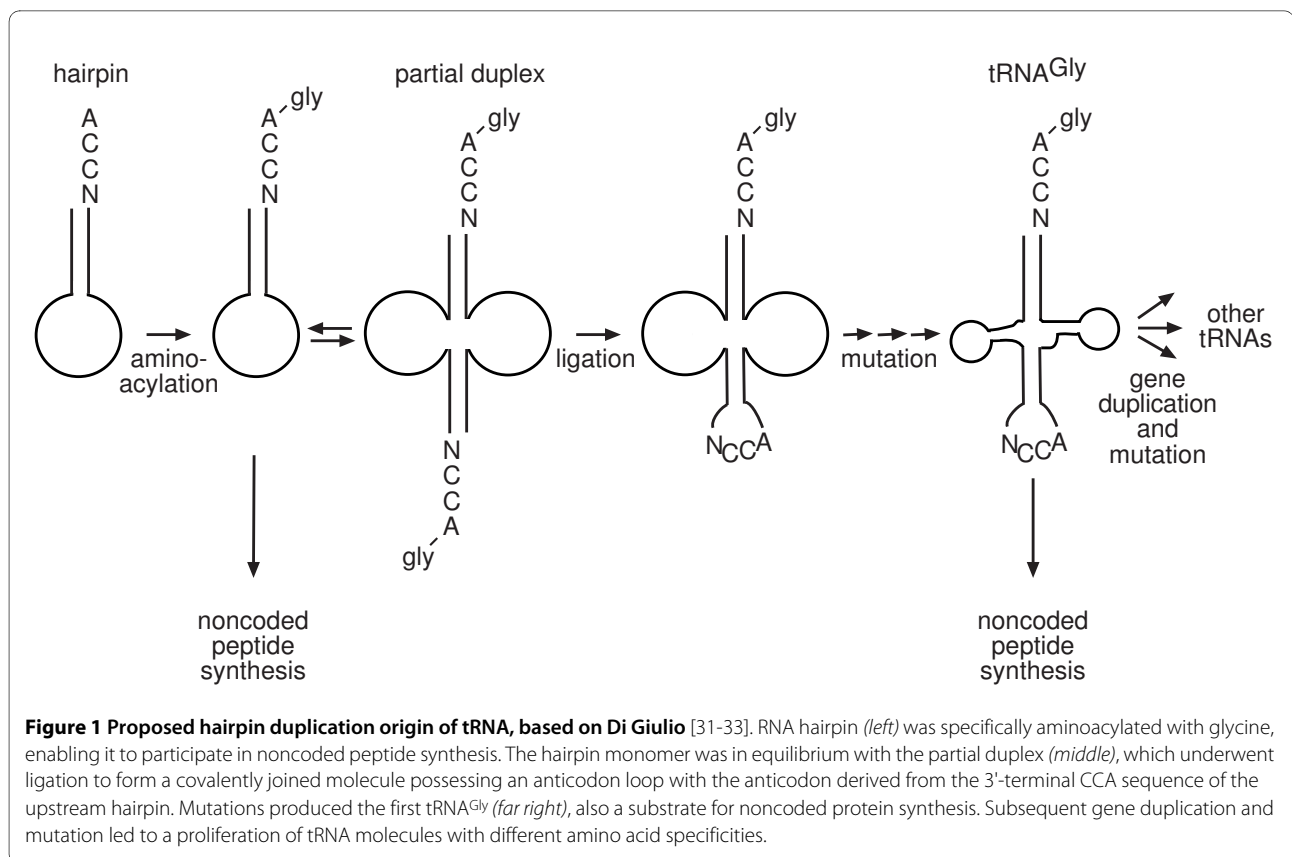 hairpin
partial duplex
tRNAGly
A
C
C
N
A
gly
C
C
N
A
gly
C
C
N
A
gly
C
C
N
A
gly
C
C
N
amino-
acylation
ligation
mutation
other
tRNAs
gene
duplication
and
mutation
N
C
C
A
gly
NCCA
NCCA
noncoded
peptide
synthesis
noncoded
peptide
synthesis
Figure 1 Proposed hairpin duplication origin of tRNA, based on Di Giulio [31-33]. RNA hairpin (left) was specifically aminoacylated with glycine,
enabling it to participate in noncoded peptide synthesis. The hairpin monomer was in equilibrium with the partial duplex (middle), which underwent
ligation to form a covalently joined molecule possessing an anticodon loop with the anticodon derived from the 3'-terminal CCA sequence of the
upstream hairpin. Mutations produced the first tRNAGly (far right), also a substrate for noncoded protein synthesis. Subsequent gene duplication and
mutation led to a proliferation of tRNA molecules with different amino acid specificities.